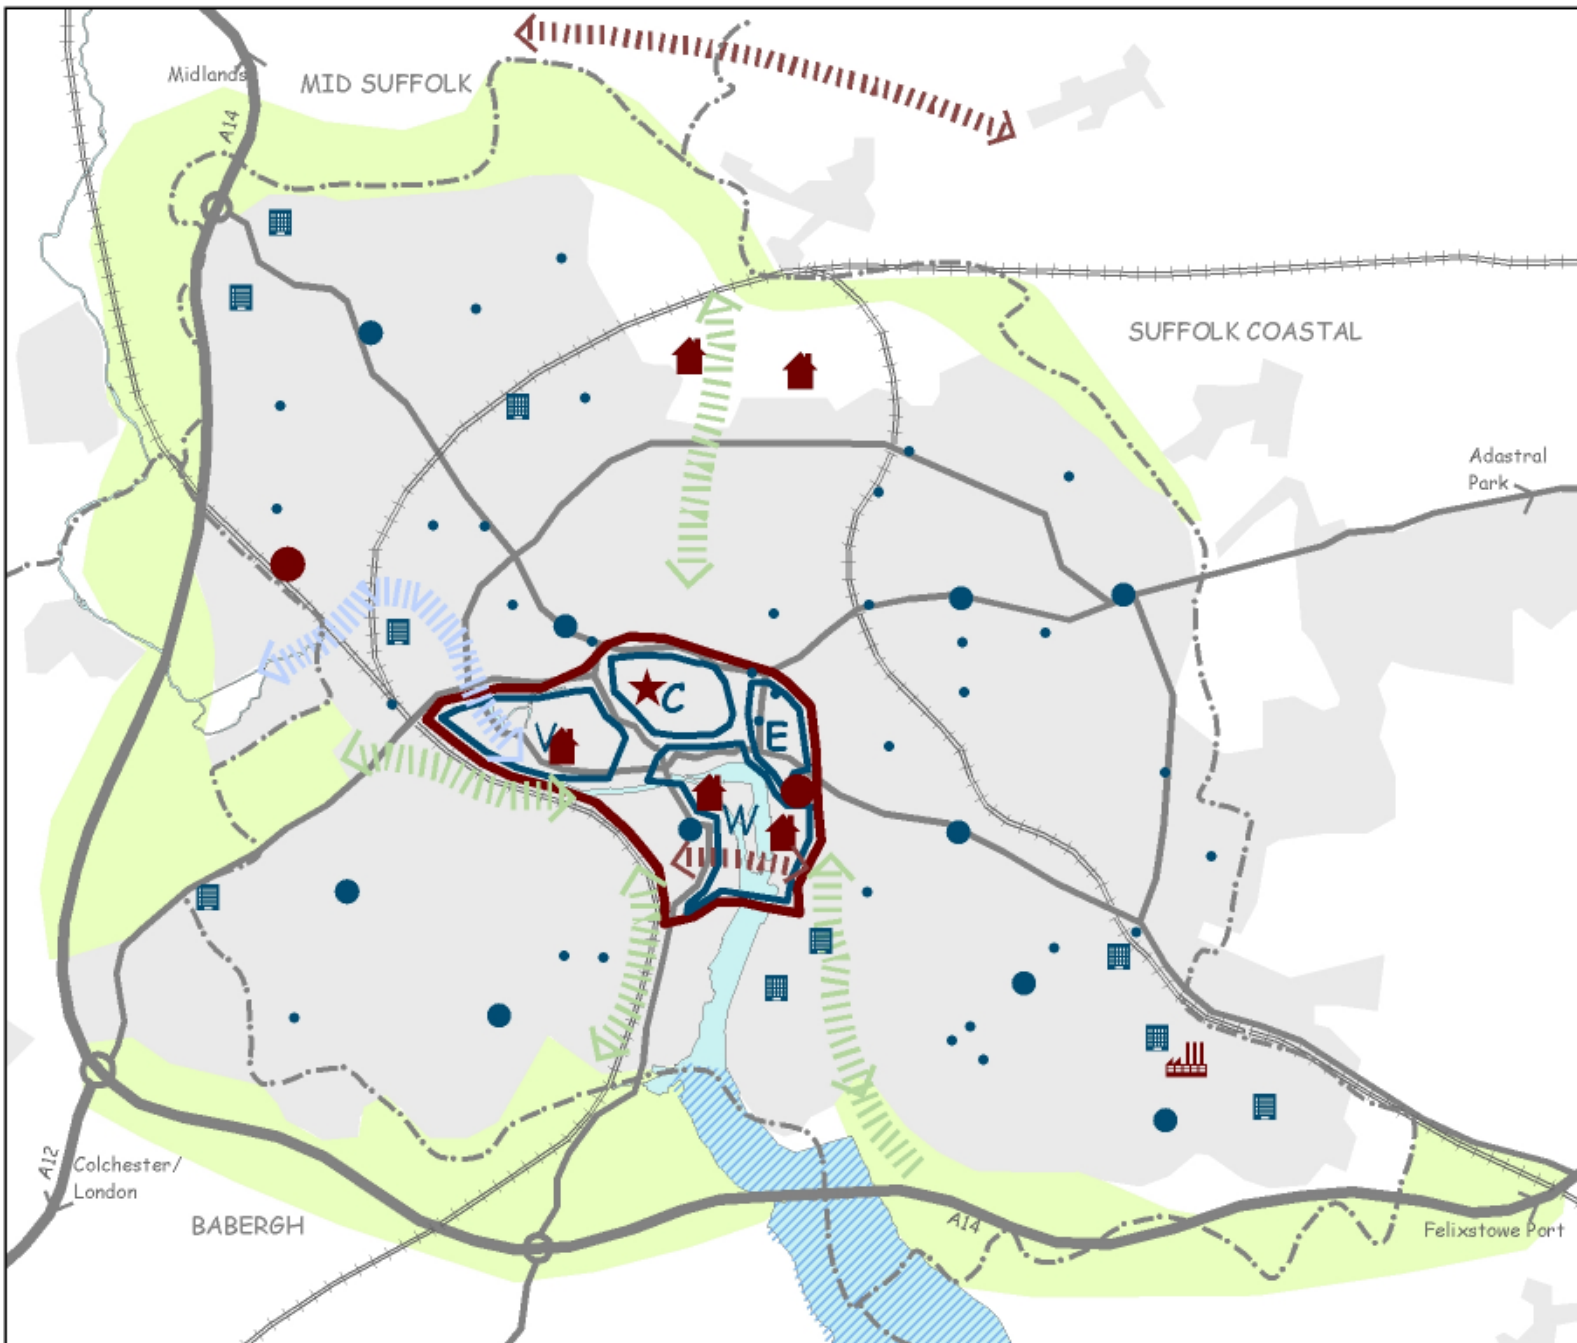 Midlands
MID SUFFOLK
A14
SUFFOLK COASTAL
Adastral
Park
C
V
E
W
A12
Colchester/
London
BABERGH
A14
Felixstowe Port